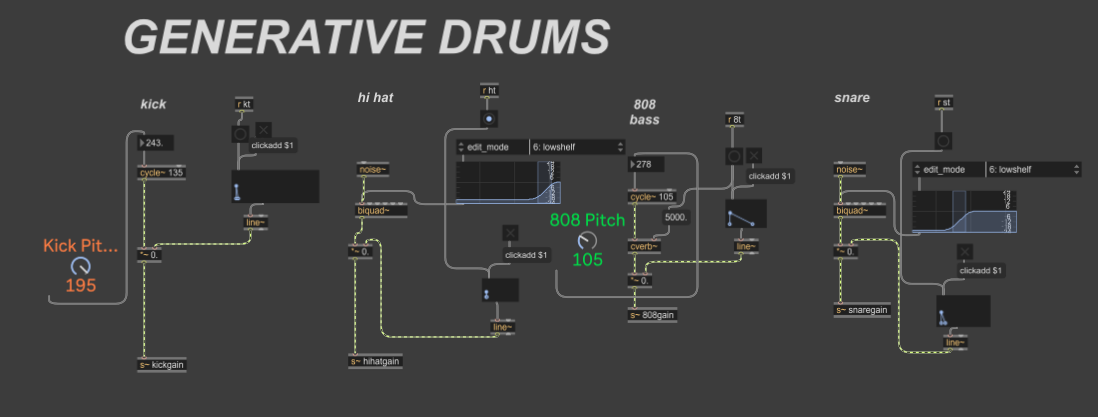 GENERATIVE DRUMS
kick
r kt
clickadd $1
243.
cycle~ 135
line~
Kick Pit...
195
*~ 0.
s~ kickgain
hi hat
r ht
edit_mode 6: lowshelf
noise~
biquad~
*~ 0.
clickadd $1
line~
s~ hihatgain
808
bass
r 8t
278
clickadd $1
cycle~ 105
5000.
808 Pitch
105
cverb~
line~
*~ 0.
s~ 808gain
snare
r st
edit_mode 6: lowshelf
noise~
biquad~
*~ 0.
clickadd $1
s~ snaregain
line~